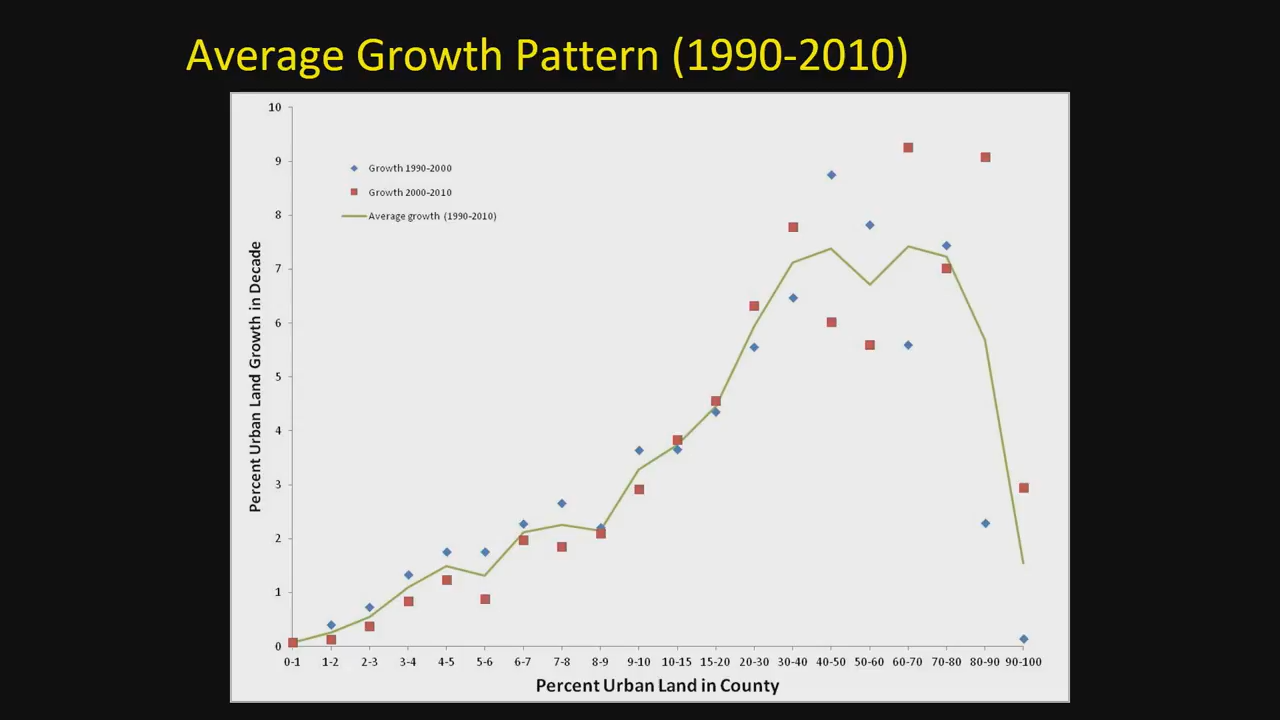 Average Growth Pattern (1990-2010)
10
9
8
7
6
5
4
3
2
1
0
Growth 1990-2000
Growth 2000-2010
Average growth (1990-2010)
Percent Urban Land Growth in Decade
0-1 1-2 2-3 3-4 4-5 5-6 6-7 7-8 8-9 9-10 10-15 15-20 20-30 30-40 40-50 50-60 60-70 70-80 80-90 90-100
Percent Urban Land in County